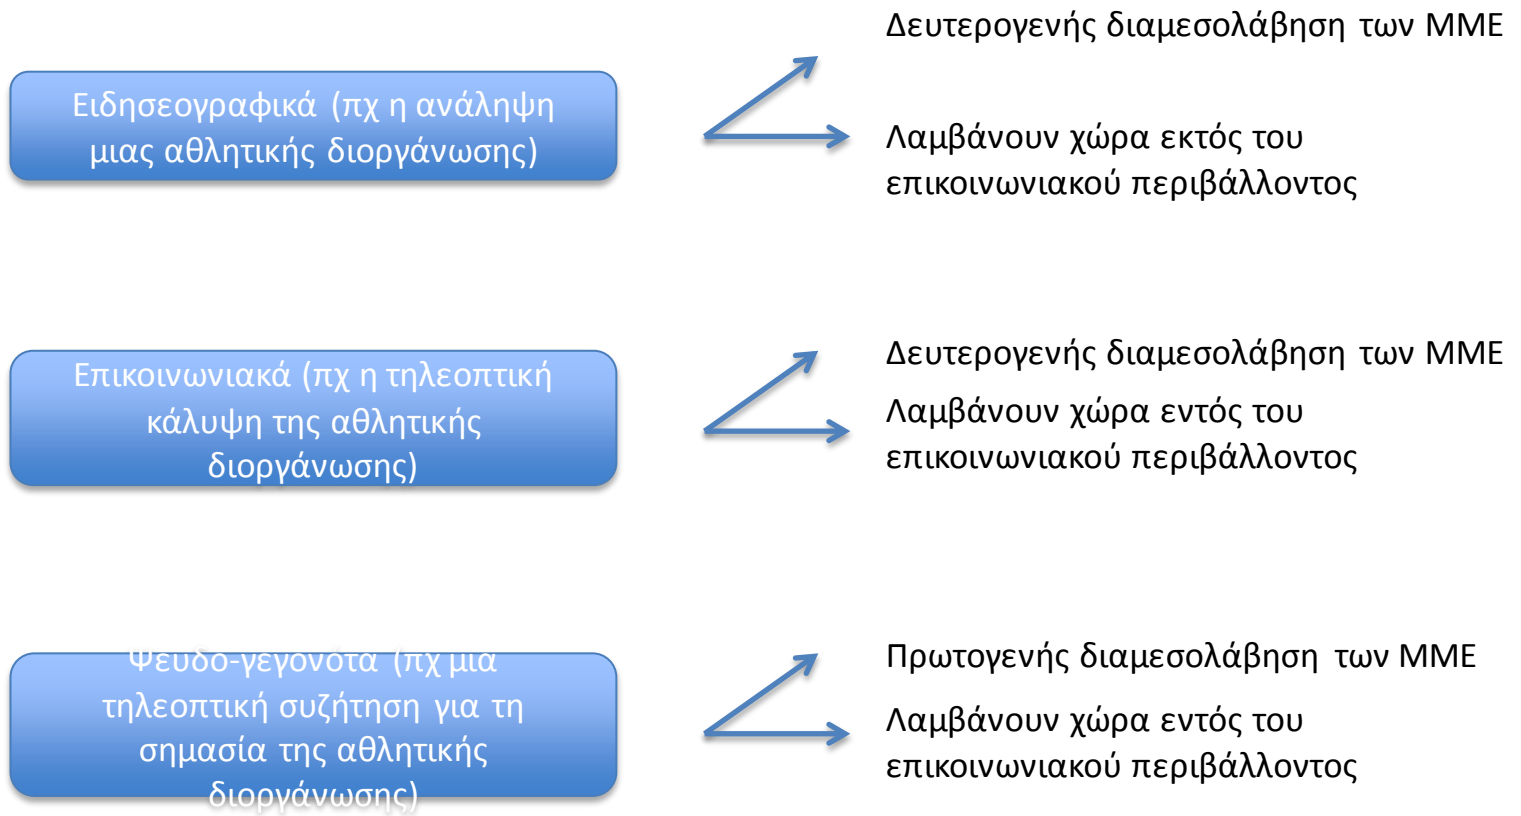 Ειδησεογραφικά (πχ η ανάληψη
μιας αθλητικής διοργάνωσης)
Δευτερογενής διαμεσολάβηση των ΜΜΕ
Λαμβάνουν χώρα εκτός του
επικοινωνιακού περιβάλλοντος
Επικοινωνιακά (πχ η τηλεοπτική
κάλυψη της αθλητικής
διοργάνωσης)
Δευτερογενής διαμεσολάβηση των ΜΜΕ
Λαμβάνουν χώρα εντός του
επικοινωνιακού περιβάλλοντος
Ψευδο-γεγονότα (πχ μια
τηλεοπτική συζήτηση για τη
σημασία της αθλητικής
διοργάνωσης)
Πρωτογενής διαμεσολάβηση των ΜΜΕ
Λαμβάνουν χώρα εντός του
επικοινωνιακού περιβάλλοντος